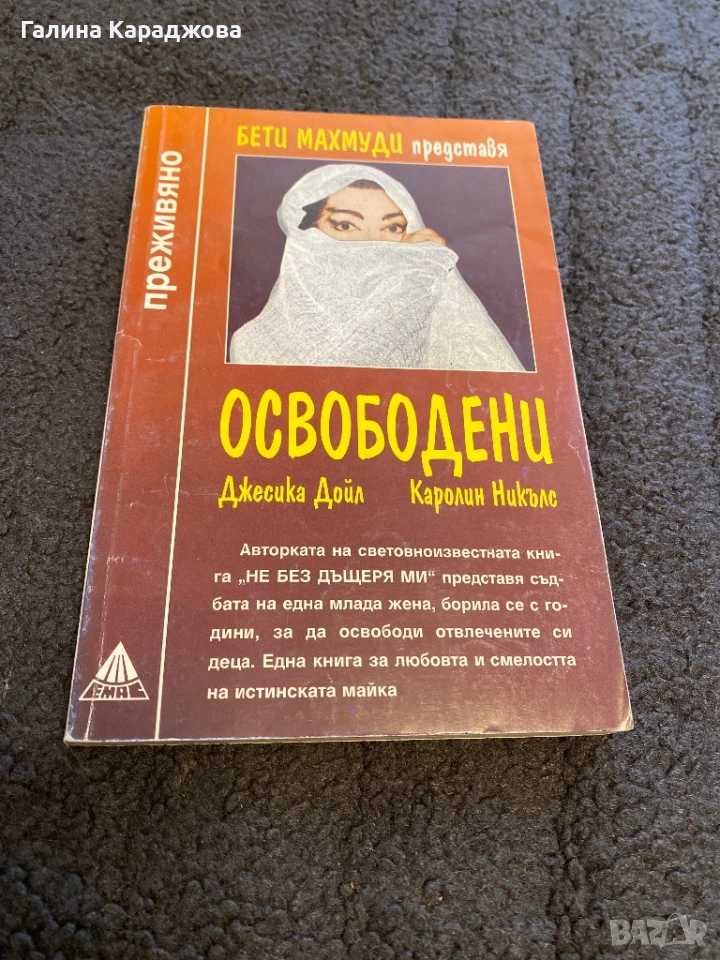 Галина Караджова
БЕТИ МАХМУДИ представя
преживяно
ОСВОБОДЕНИ
Джесика Дойл Каролин Никълс
Авторката на световноизвестната кни-
га „НЕ БЕЗ ДЪЩЕРЯ МИ“ представя съд-
бата на една млада жена, борила се с го-
дини, за да освободи отвлечените си
деца. Една книга за любовта и смелостта
на истинската майка
ЕМАС
BAZAR